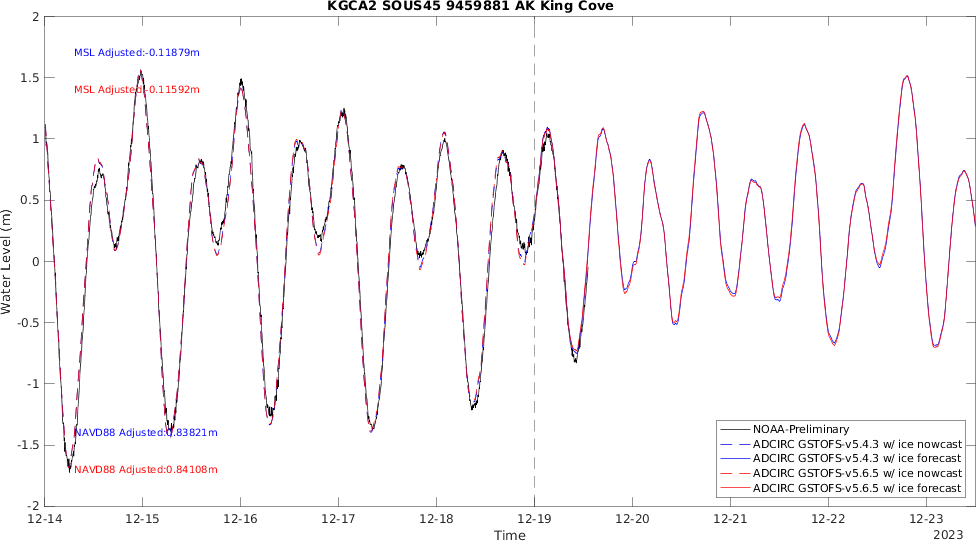 KGCA2 SOUS45 9459881 AK King Cove
2
1.5
1
0.5
0
-0.5
-1
-1.5
-2
Water Level (m)
MSL Adjusted:-0.11879m
MSL Adjusted:-0.11592m
NAVD88 Adjusted:0.83821m
NAVD88 Adjusted:0.84108m
NOAA-Preliminary
ADCIRC GSTOFS-v5.4.3 w/ ice nowcast
ADCIRC GSTOFS-v5.4.3 w/ ice forecast
ADCIRC GSTOFS-v5.6.5 w/ ice nowcast
ADCIRC GSTOFS-v5.6.5 w/ ice forecast
12-14 12-15 12-16 12-17 12-18 12-19 12-20 12-21 12-22 12-23
Time
2023